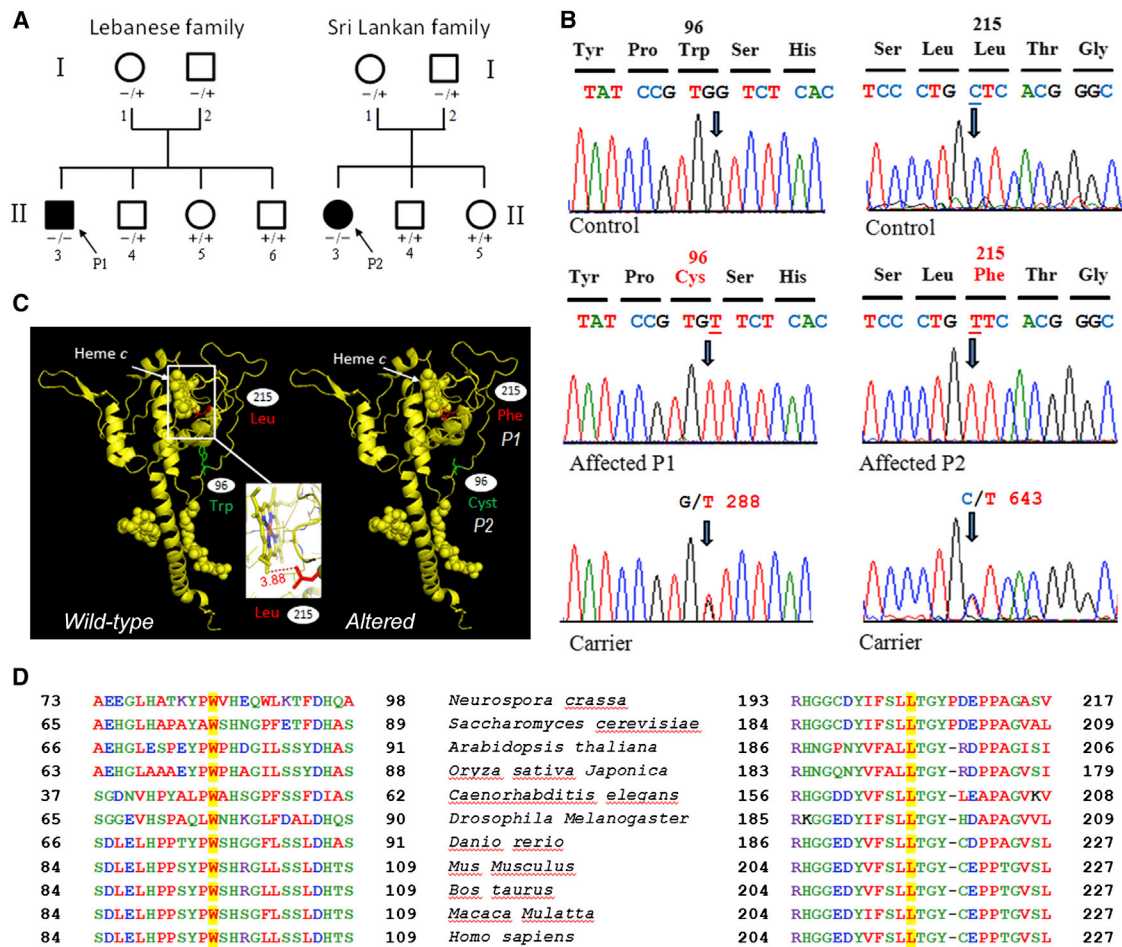 A
Lebanese family
Sri Lankan family
I
I
−/+
−/+
−/+
−/+
1
2
1
2
II
II
−/−
−/+
+/+
+/+
−/−
+/+
+/+
3
P1
4
5
6
3
P2
4
5
B
96
Tyr Pro Trp Ser His
TAT CCG TGG TCT CAC
Control
215
Ser Leu Leu Thr Gly
TCC CTG CTC ACG GGC
Control
96
Tyr Pro Cys Ser His
TAT CCG TGT TCT CAC
Affected P1
215
Ser Leu Phe Thr Gly
TCC CTG TTC ACG GGC
Affected P2
G/T 288
Carrier
C/T 643
Carrier
C
Heme c
215
Leu
96
Trp
3.88
Leu 215
Wild-type
Heme c
215
Phe
P1
96
Cyst
P2
Altered
D
73 AEEGLHATKYPWVHEQWLKTFDHQA 98 Neurospora crassa 193 RHGGCDYIFSLLTGYPDEPPAGASV 217
65 AEHGLHAPAYAWSHNGPFETFDHAS 89 Saccharomyces cerevisiae 184 RHGGCDYIFSLLTGYPDEPPAGVAL 209
66 AEHGLESPEYPWPHDGILSSYDHAS 91 Arabidopsis thaliana 186 RHNGPNYVFALLTGY-RDPPAGISI 206
63 AEHGLAAAEYPWPHAGILSSYDHAS 88 Oryza sativa Japonica 183 RHNGQNYVFALLTGY-RDPPAGVSI 179
37 SGDNVHPYALPWAHSGPFSSFDIAS 62 Caenorhabditis elegans 156 RHGGDDYIFSLLTGY-LEAPAGVKV 208
65 SGGEVHSPAQLWNHKGLFDALDHQS 90 Drosophila Melanogaster 185 RKGGEDYIFSLLTGY-HDAPAGVVL 209
66 SDLELHPPTYPWSHGGFLSSLDHTS 91 Danio rerio 186 RHGGEDYIFSLLTGY-HDPPAGVSL 227
84 SDLELHPPSYPWSHRGLLSSLDHTS 109 Mus Musculus 204 RHGGEDYVFSLLTGY-CEPPTGVSL 227
84 SDLELHPPSYPWSHRGLLSSLDHTS 109 Bos taurus 204 RHGGEDYVFSLLTGY-CEPPTGVSL 227
84 SDLELHPPSYPWSHSGFLSSLDHTS 109 Macaca Mulatta 204 RHGGEDYVFSLLTGY-CEPPTGVSL 227
84 SDLELHPPSYPWSHRGLLSSLDHTS 109 Homo sapiens 204 RHGGEDYVFSLLTGY-CEPPTGVSL 227